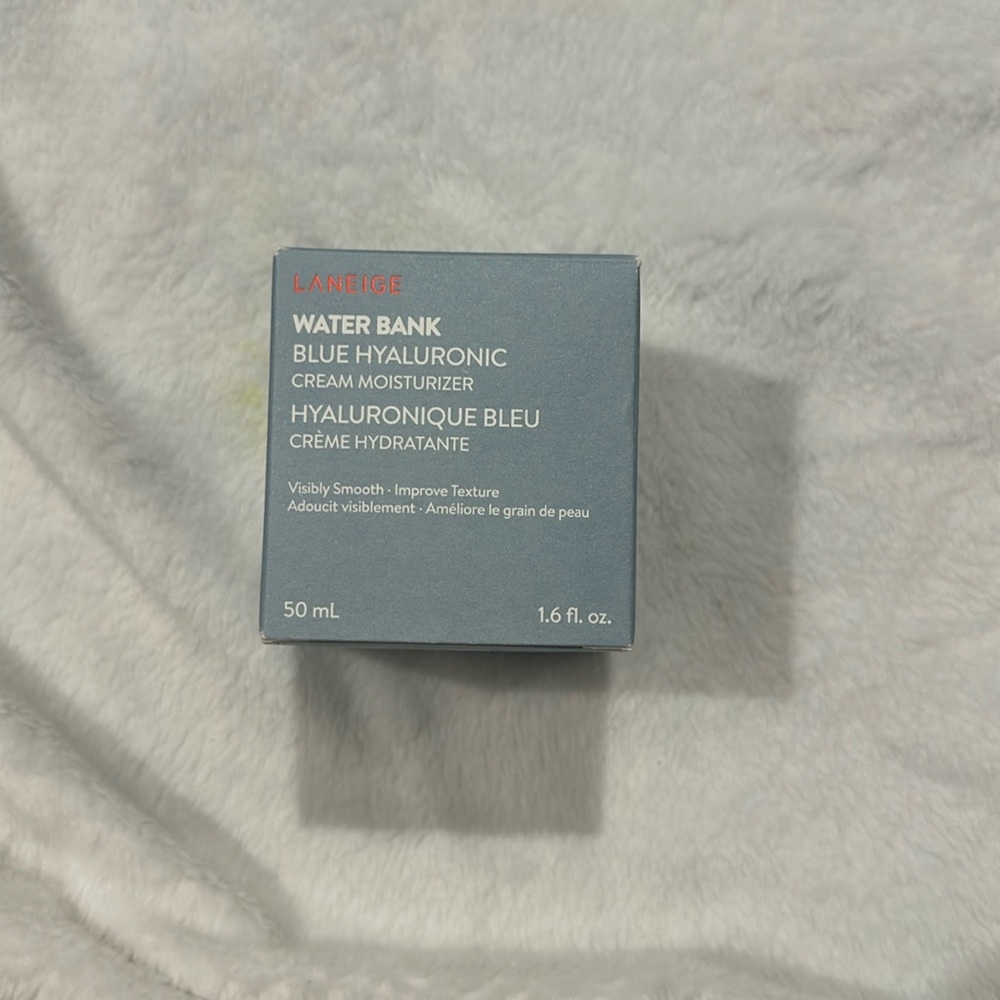 LANEIGE
WATER BANK
BLUE HYALURONIC
CREAM MOISTURIZER
HYALURONIQUE BLEU
CRÈME HYDRATANTE
Visibly Smooth · Improve Texture
Adoucit visiblement · Améliore le grain de peau
50 mL 1.6 fl. oz.